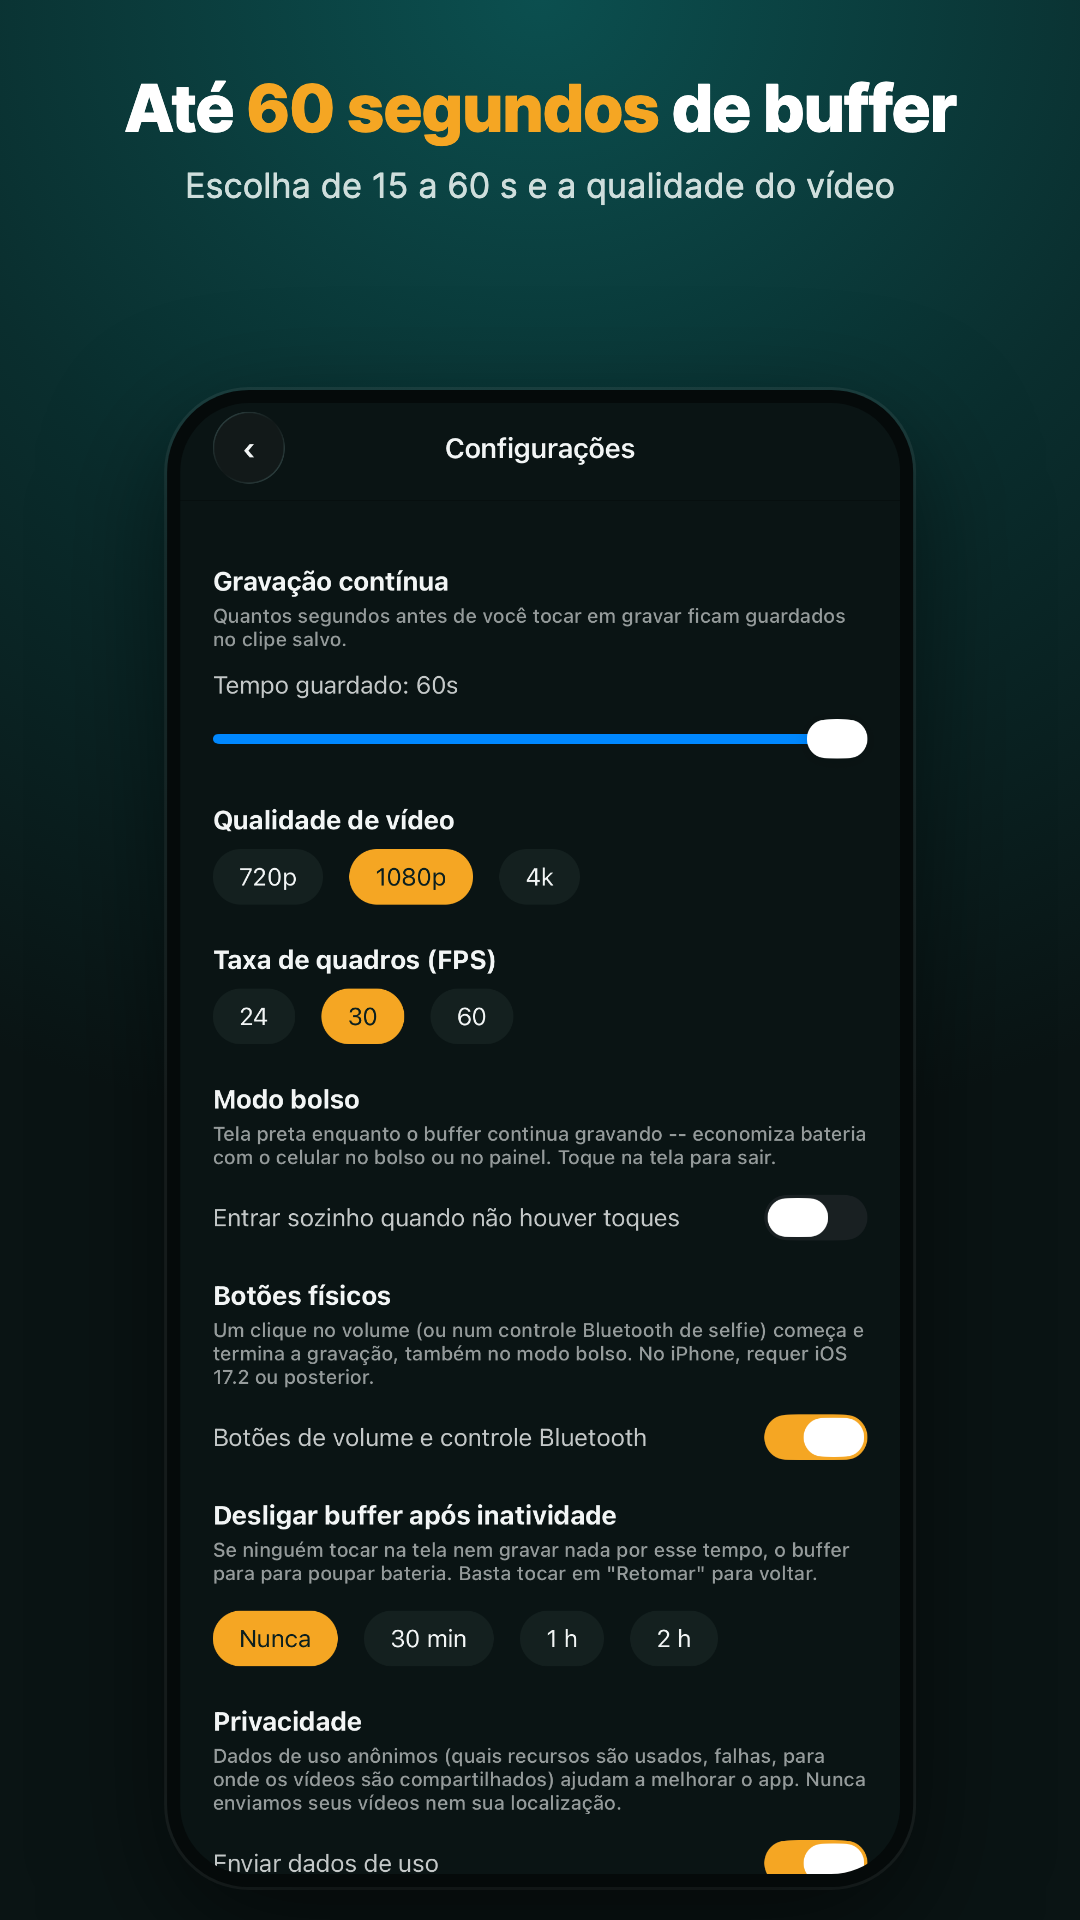 Até 60 segundos de buffer
Escolha de 15 a 60 s e a qualidade do vídeo
‹
Configurações
Gravação contínua
Quantos segundos antes de você tocar em gravar ficam guardados
no clipe salvo.
Tempo guardado: 60s
Qualidade de vídeo
720p 1080p 4k
Taxa de quadros (FPS)
24 30 60
Modo bolso
Tela preta enquanto o buffer continua gravando -- economiza bateria
com o celular no bolso ou no painel. Toque na tela para sair.
Entrar sozinho quando não houver toques
Botões físicos
Um clique no volume (ou num controle Bluetooth de selfie) começa e
termina a gravação, também no modo bolso. No iPhone, requer iOS
17.2 ou posterior.
Botões de volume e controle Bluetooth
Desligar buffer após inatividade
Se ninguém tocar na tela nem gravar nada por esse tempo, o buffer
para para poupar bateria. Basta tocar em "Retomar" para voltar.
Nunca 30 min 1 h 2 h
Privacidade
Dados de uso anônimos (quais recursos são usados, falhas, para
onde os vídeos são compartilhados) ajudam a melhorar o app. Nunca
enviamos seus vídeos nem sua localização.
Enviar dados de uso